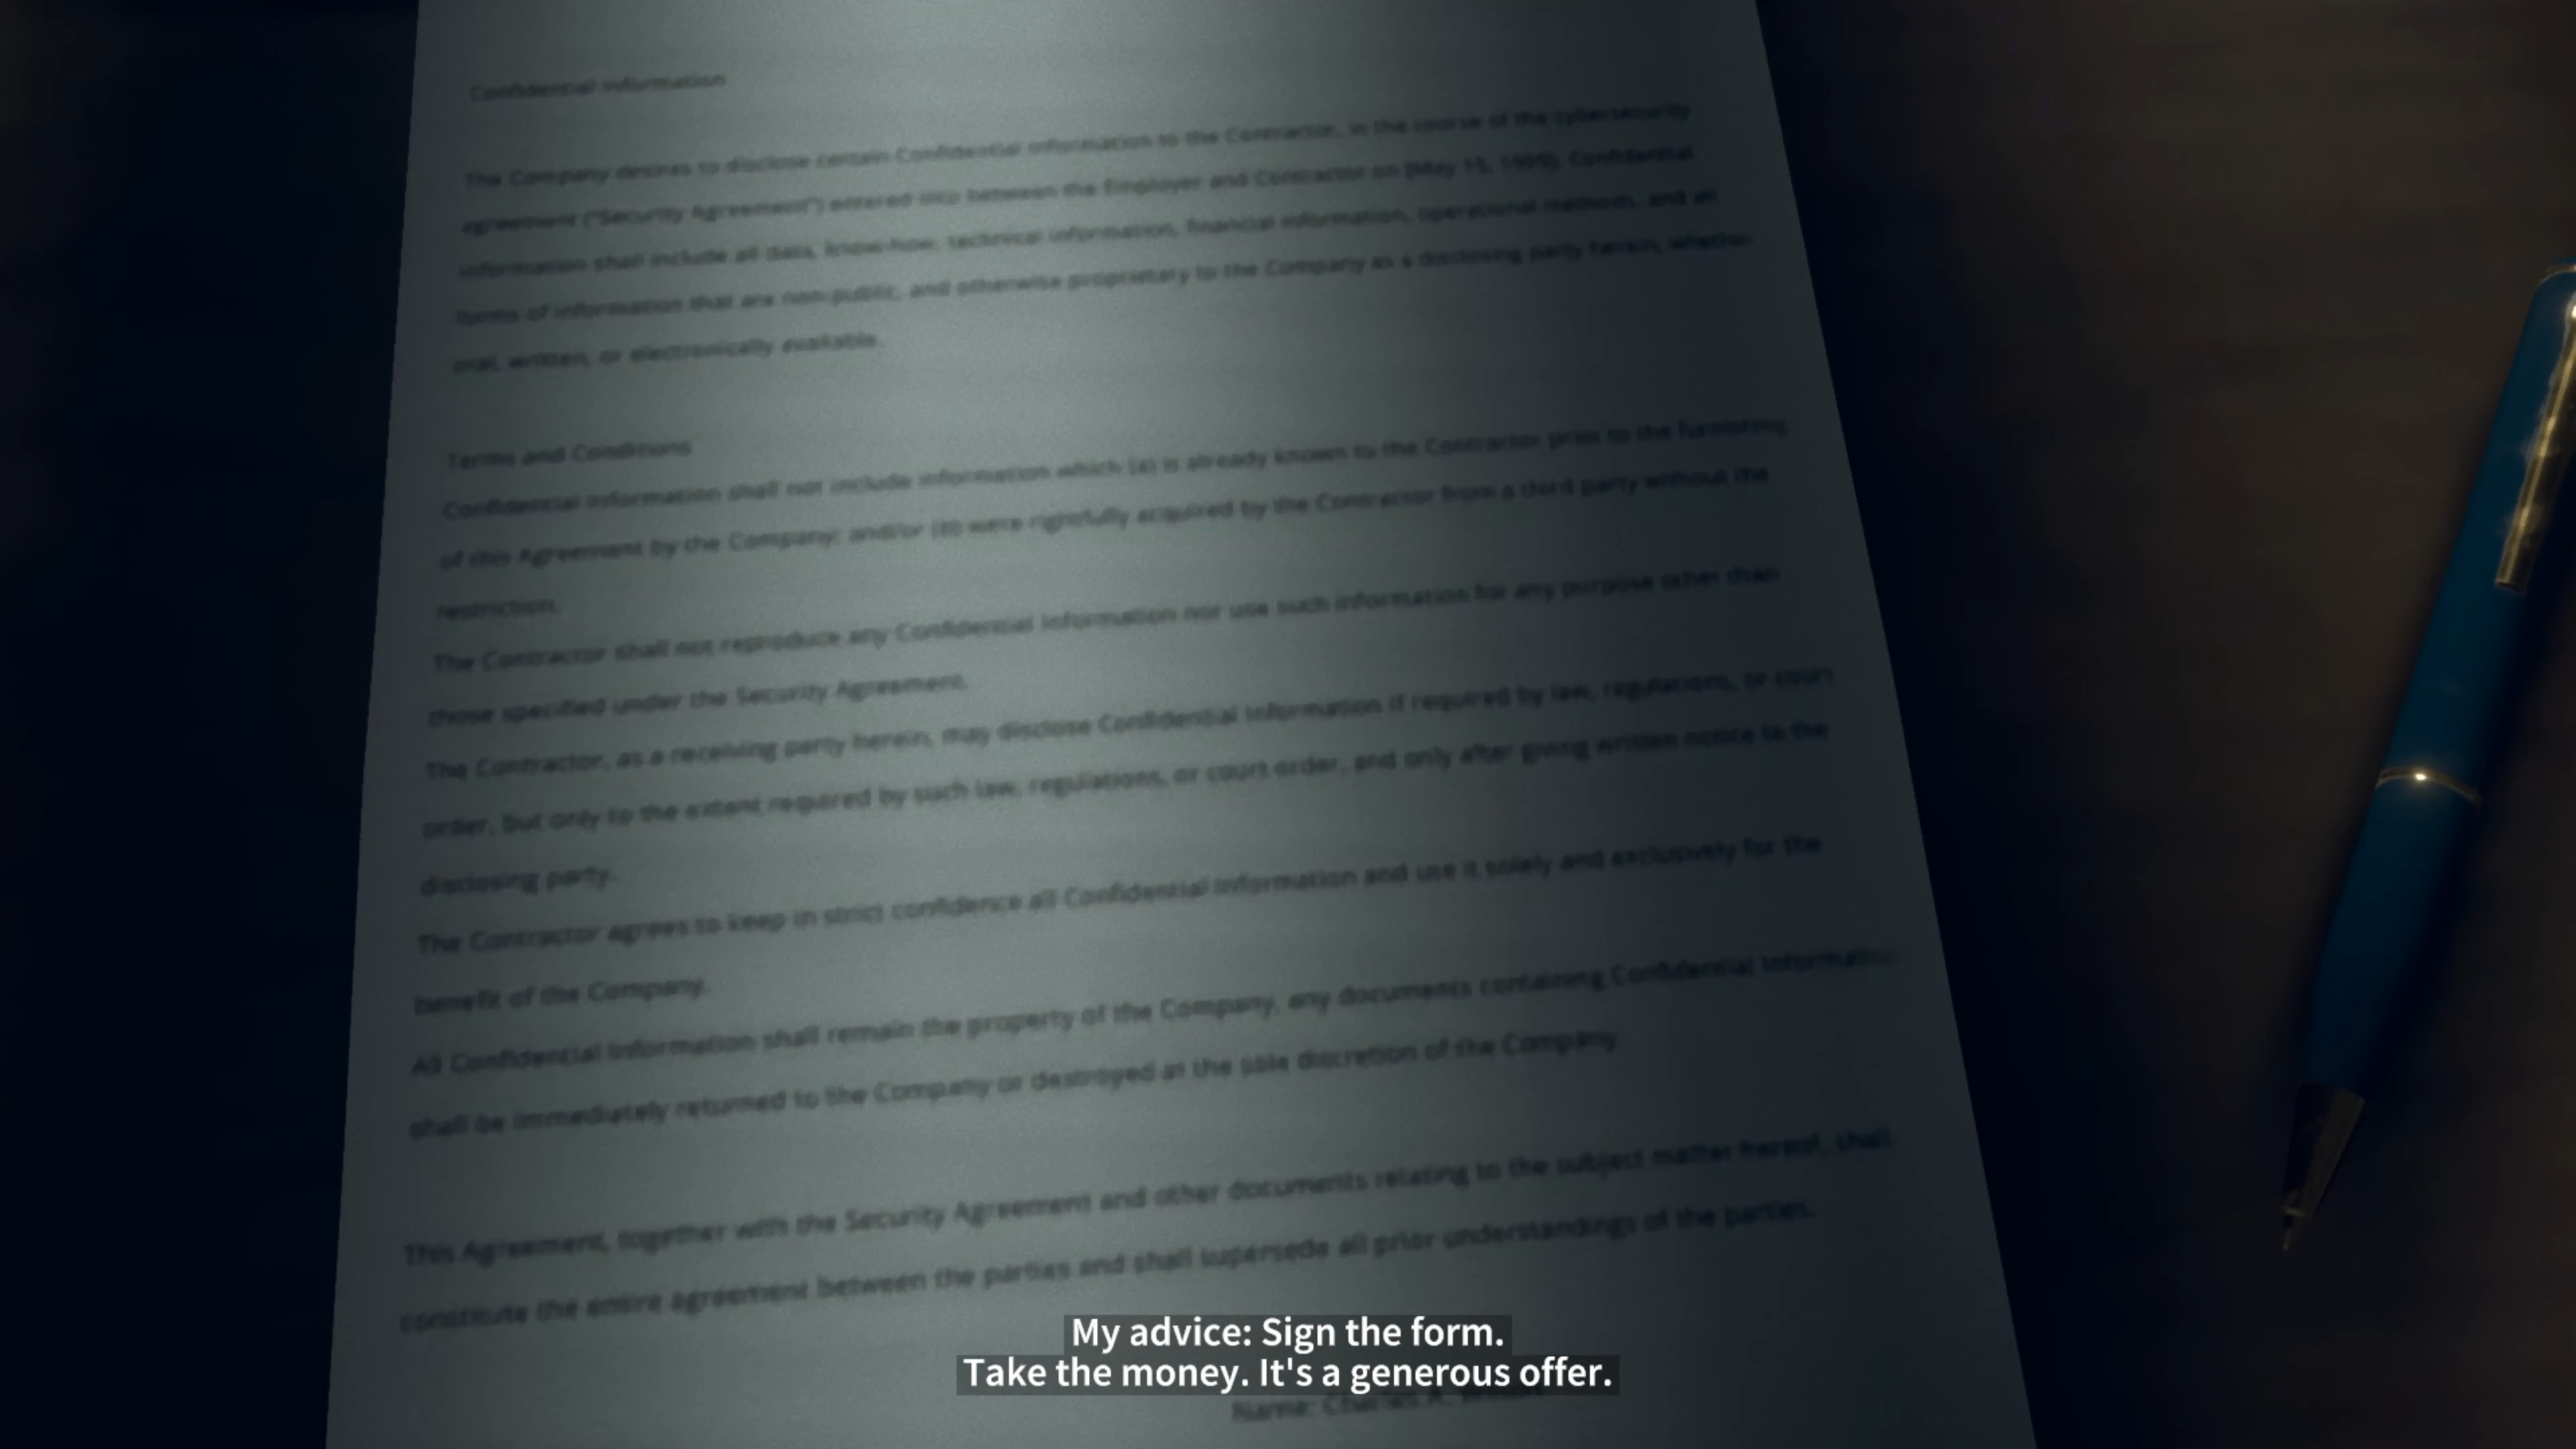 Confidential Information
The Company desires to disclose certain Confidential Information to the Contractor, in the course of the cybersecurity
agreement ("Security Agreement") entered into between the Employer and Contractor on [May 15, 1999]. Confidential
information shall include all data, know-how, technical information, financial information, operational methods, and all
forms of information that are non-public, and otherwise proprietary to the Company as a disclosing party herein, whether
oral, written, or electronically available.
Terms and Conditions
Confidential Information shall not include information which (a) is already known to the Contractor prior to the furnishing
of this Agreement by the Company; and/or (b) were rightfully acquired by the Contractor from a third party without the
restriction.
The Contractor shall not reproduce any Confidential Information nor use such information for any purpose other than
those specified under the Security Agreement.
The Contractor, as a receiving party herein, may disclose Confidential Information if required by law, regulations, or court
order, but only to the extent required by such law, regulations, or court order, and only after giving written notice to the
disclosing party.
The Contractor agrees to keep in strict confidence all Confidential Information and use it solely and exclusively for the
benefit of the Company.
All Confidential Information shall remain the property of the Company, any documents containing Confidential Information
shall be immediately returned to the Company or destroyed at the sole discretion of the Company.
This Agreement, together with the Security Agreement and other documents relating to the subject matter hereof, shall
constitute the entire agreement between the parties and shall supersede all prior understandings of the parties.
My advice: Sign the form.
Take the money. It's a generous offer.
Name: Charles A.